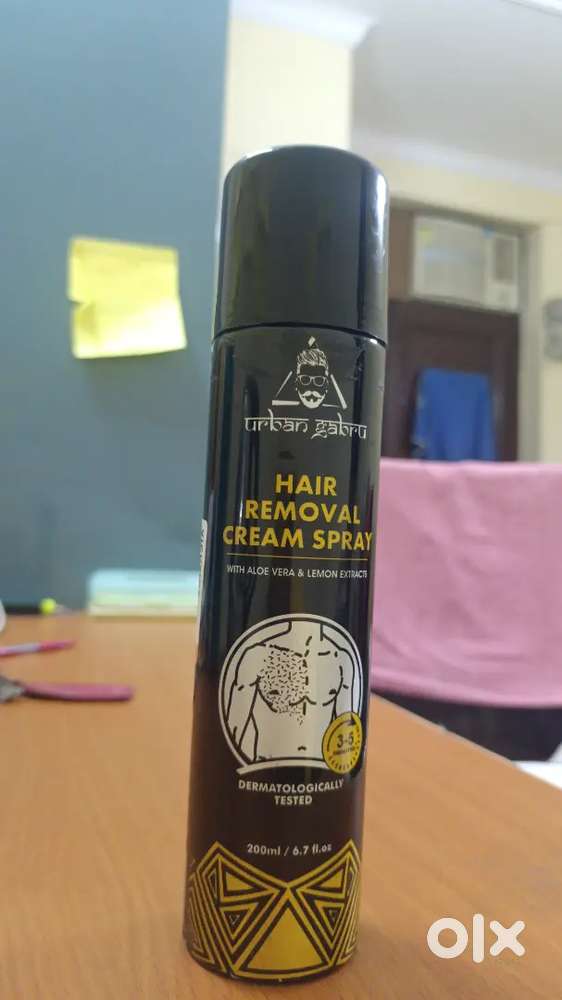 urban gabru
HAIR
REMOVAL
CREAM SPRAY
WITH ALOE VERA & LEMON EXTRACTS
3-5
DERMATOLOGICALLY
TESTED
200ml / 6.7 fl.oz
olx